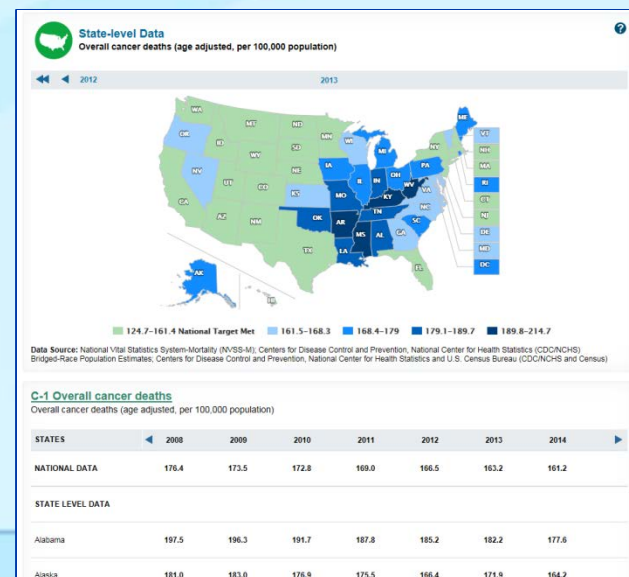 State-level Data
Overall cancer deaths (age adjusted, per 100,000 population)
?
2012 2013
WA
MT
ND
MN
OR
ID
SD
WI
MI
NY
ME
WY
NE
IA
PA
NV
UT
CO
KS
MO
IL
IN
OH
WV
VA
KY
CA
AZ
NM
OK
AR
TN
NC
SC
MS
AL
GA
TX
LA
FL
AK
HI
VT
NH
MA
RI
CT
NJ
DE
MD
DC
124.7-161.4 National Target Met 161.5-168.3 168.4-179 179.1-189.7 189.8-214.7
Data Source: National Vital Statistics System-Mortality (NVSS-M); Centers for Disease Control and Prevention, National Center for Health Statistics (CDC/NCHS)
Bridged-Race Population Estimates; Centers for Disease Control and Prevention, National Center for Health Statistics and U.S. Census Bureau (CDC/NCHS and Census)
C-1 Overall cancer deaths
Overall cancer deaths (age adjusted, per 100,000 population)
STATES 2008 2009 2010 2011 2012 2013 2014
NATIONAL DATA 176.4 173.5 172.8 169.0 166.5 163.2 161.2
STATE LEVEL DATA
Alabama 197.5 196.3 191.7 187.8 185.2 182.2 177.6
Alaska 181.0 183.0 176.9 175.5 166.4 171.9 164.2